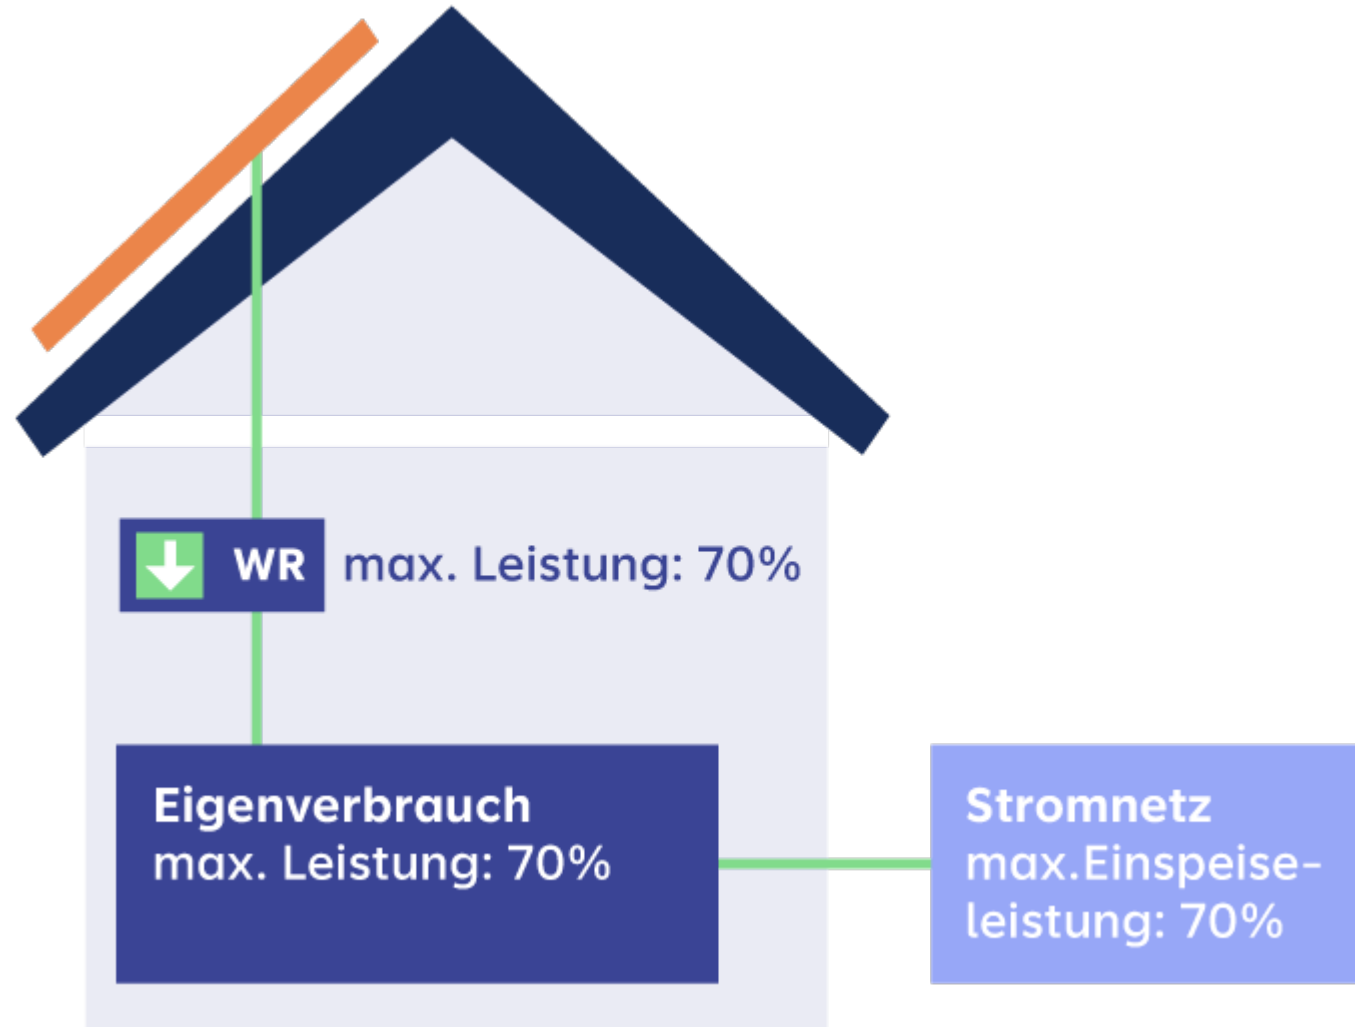 WR max. Leistung: 70%
Eigenverbrauch
max. Leistung: 70%
Stromnetz
max.Einspeise-
leistung: 70%